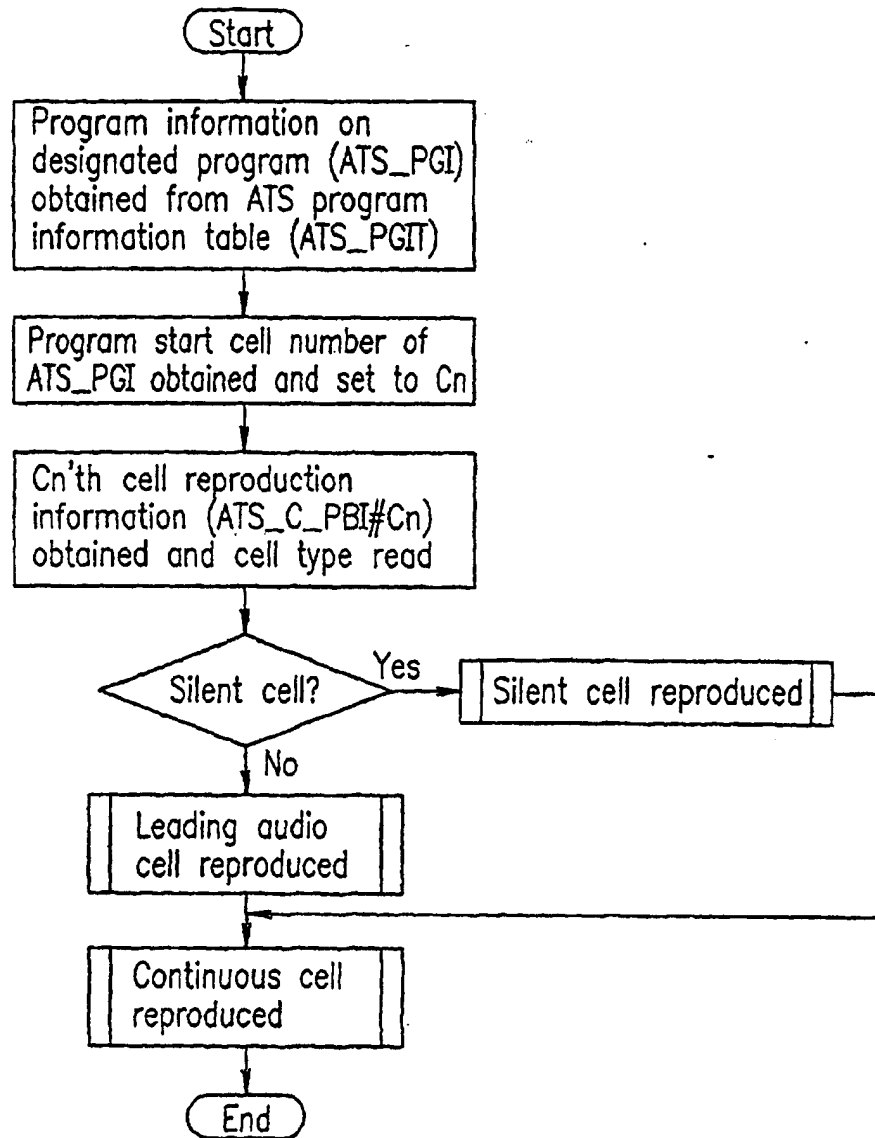 Start
Program information on
designated program (ATS_PGI)
obtained from ATS program
information table (ATS_PGIT)
Program start cell number of
ATS_PGI obtained and set to Cn
Cn'th cell reproduction
information (ATS_C_PBI#Cn)
obtained and cell type read
Silent cell?
Yes
Silent cell reproduced
No
Leading audio
cell reproduced
Continuous cell
reproduced
End